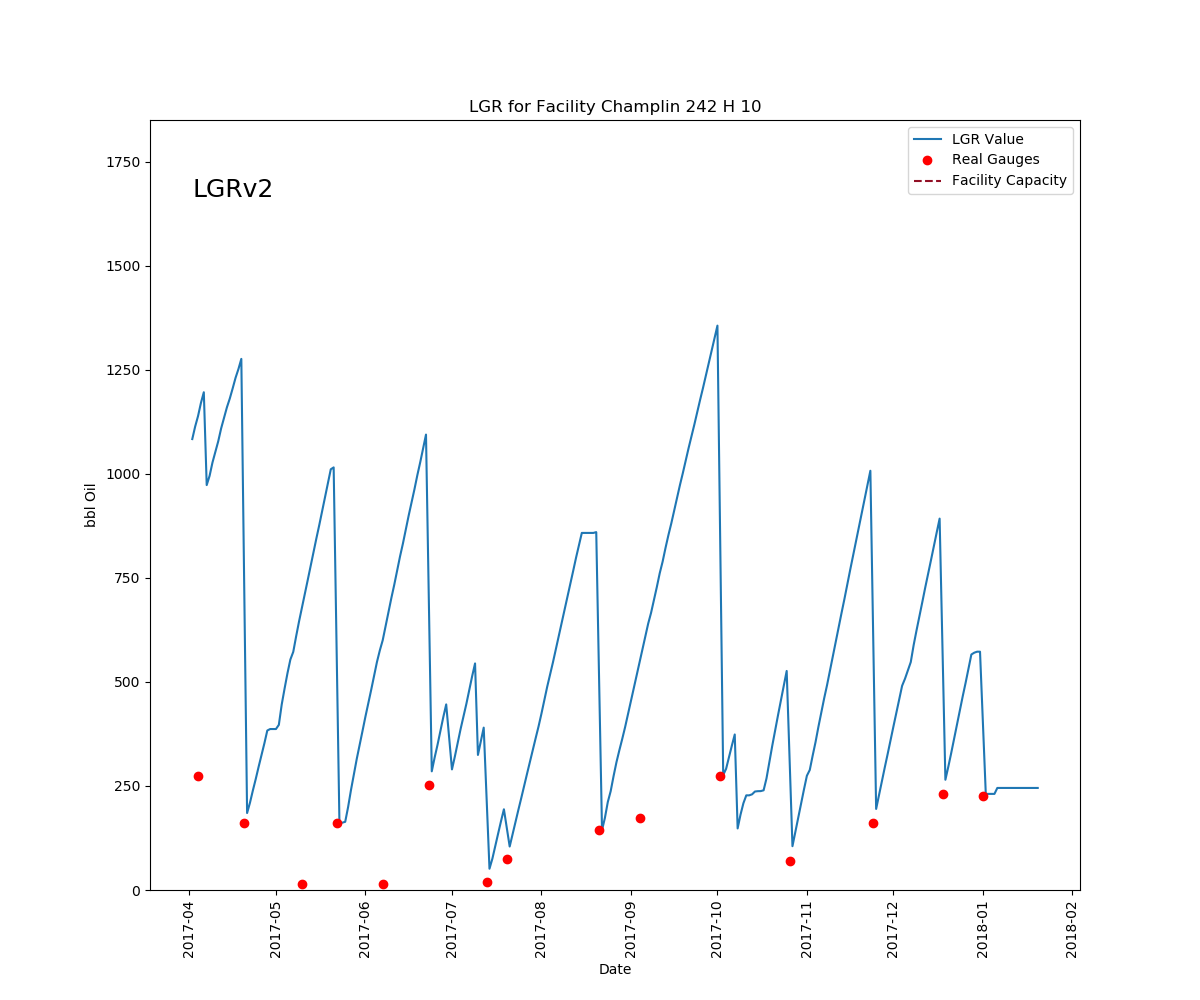 LGR for Facility Champlin 242 H 10
LGR Value
Real Gauges
Facility Capacity
LGRv2
1750
1500
1250
1000
750
500
250
0
bbl Oil
2017-04
2017-05
2017-06
2017-07
2017-08
2017-09
2017-10
2017-11
2017-12
2018-01
2018-02
Date